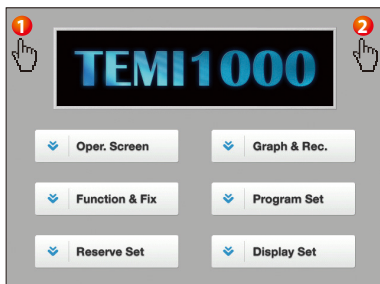 1 2
TEMI1000
Oper. Screen Graph & Rec.
Function & Fix Program Set
Reserve Set Display Set